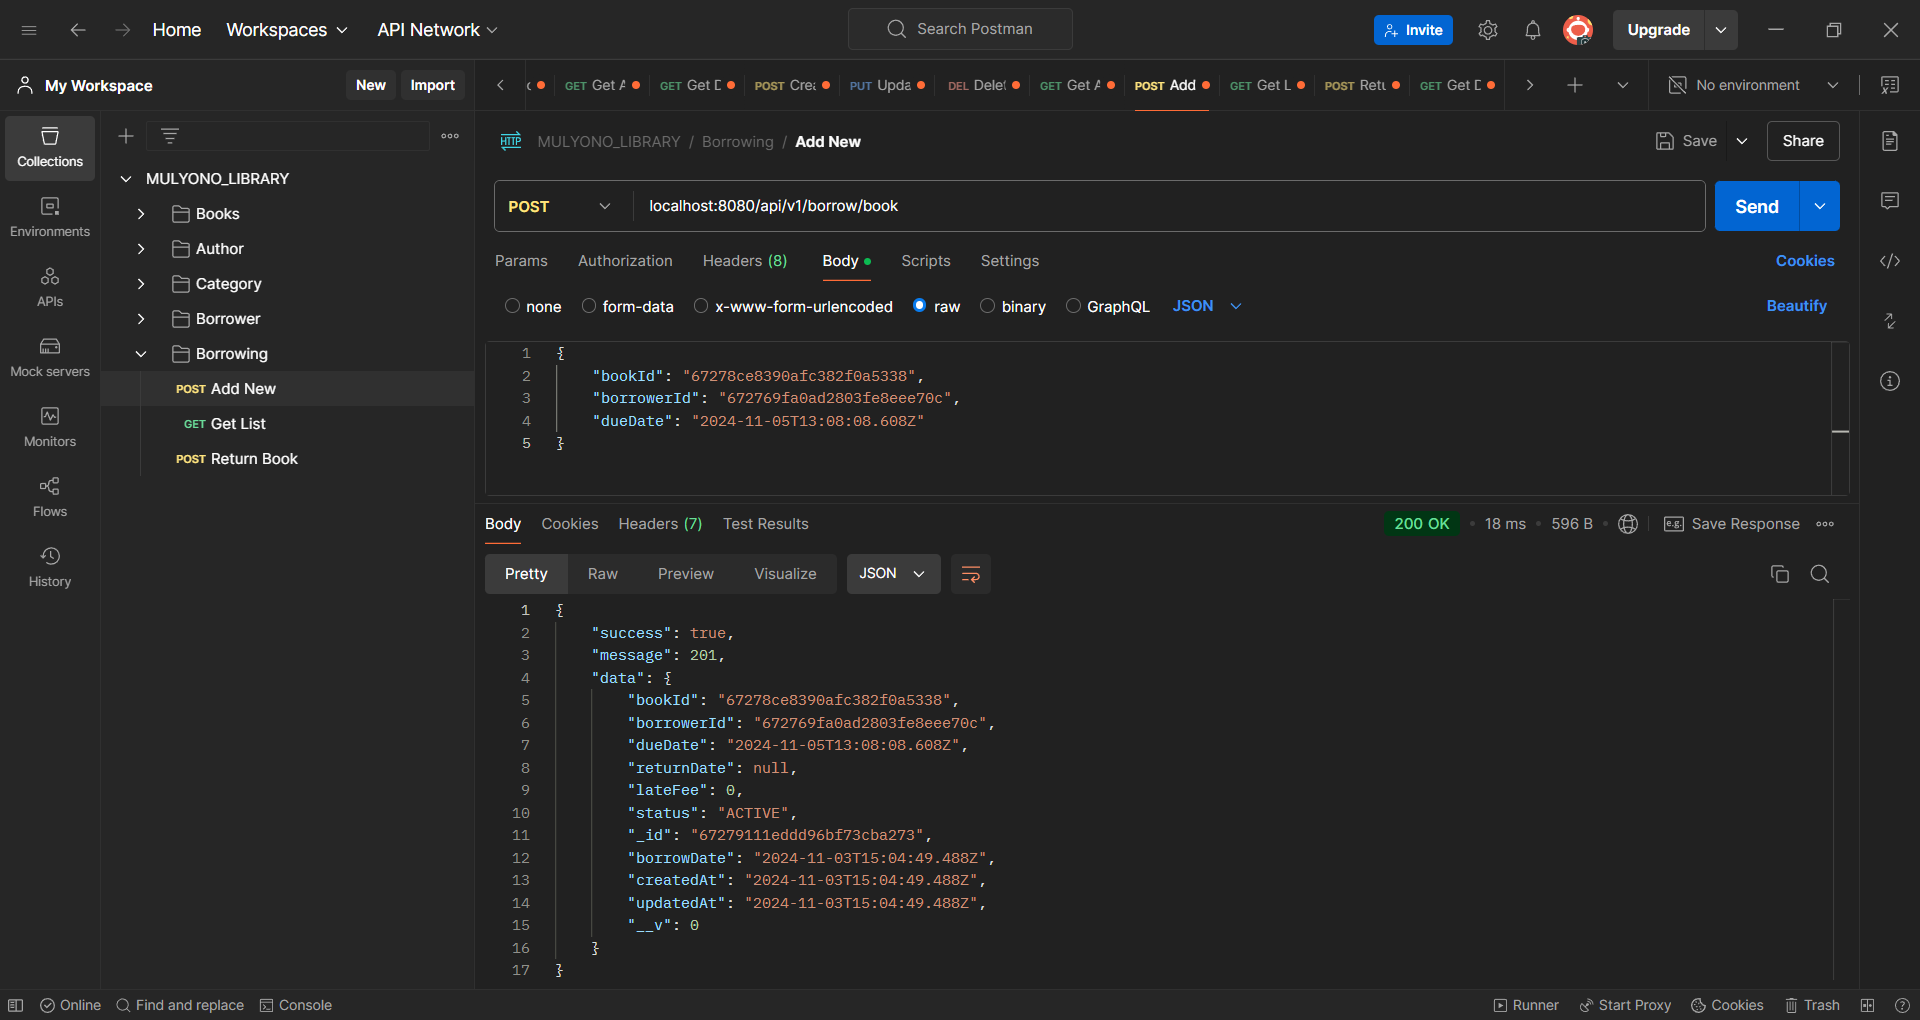 Home Workspaces API Network Search Postman Invite Upgrade
My Workspace New Import GET Get A GET Get D POST Crea PUT Upda DEL Delet GET Get A POST Add GET Get L POST Retu GET Get D No environment
Collections
Environments
APIs
Mock servers
Monitors
Flows
History
MULYONO_LIBRARY
Books
Author
Category
Borrower
Borrowing
POST Add New
GET Get List
POST Return Book
HTTP MULYONO_LIBRARY / Borrowing / Add New Save Share
POST localhost:8080/api/v1/borrow/book Send
Params Authorization Headers (8) Body Scripts Settings Cookies
none form-data x-www-form-urlencoded raw binary GraphQL JSON Beautify
1 {
2 "bookId": "67278ce8390afc382f0a5338",
3 "borrowerId": "672769fa0ad2803fe8eee70c",
4 "dueDate": "2024-11-05T13:08:08.608Z"
5 }
Body Cookies Headers (7) Test Results 200 OK • 18 ms • 596 B • e.g. Save Response
Pretty Raw Preview Visualize JSON
1 {
2 "success": true,
3 "message": 201,
4 "data": {
5 "bookId": "67278ce8390afc382f0a5338",
6 "borrowerId": "672769fa0ad2803fe8eee70c",
7 "dueDate": "2024-11-05T13:08:08.608Z",
8 "returnDate": null,
9 "lateFee": 0,
10 "status": "ACTIVE",
11 "_id": "67279111eddd96bf73cba273",
12 "borrowDate": "2024-11-03T15:04:49.488Z",
13 "createdAt": "2024-11-03T15:04:49.488Z",
14 "updatedAt": "2024-11-03T15:04:49.488Z",
15 "__v": 0
16 }
17 }
Online Find and replace Console Runner Start Proxy Cookies Trash